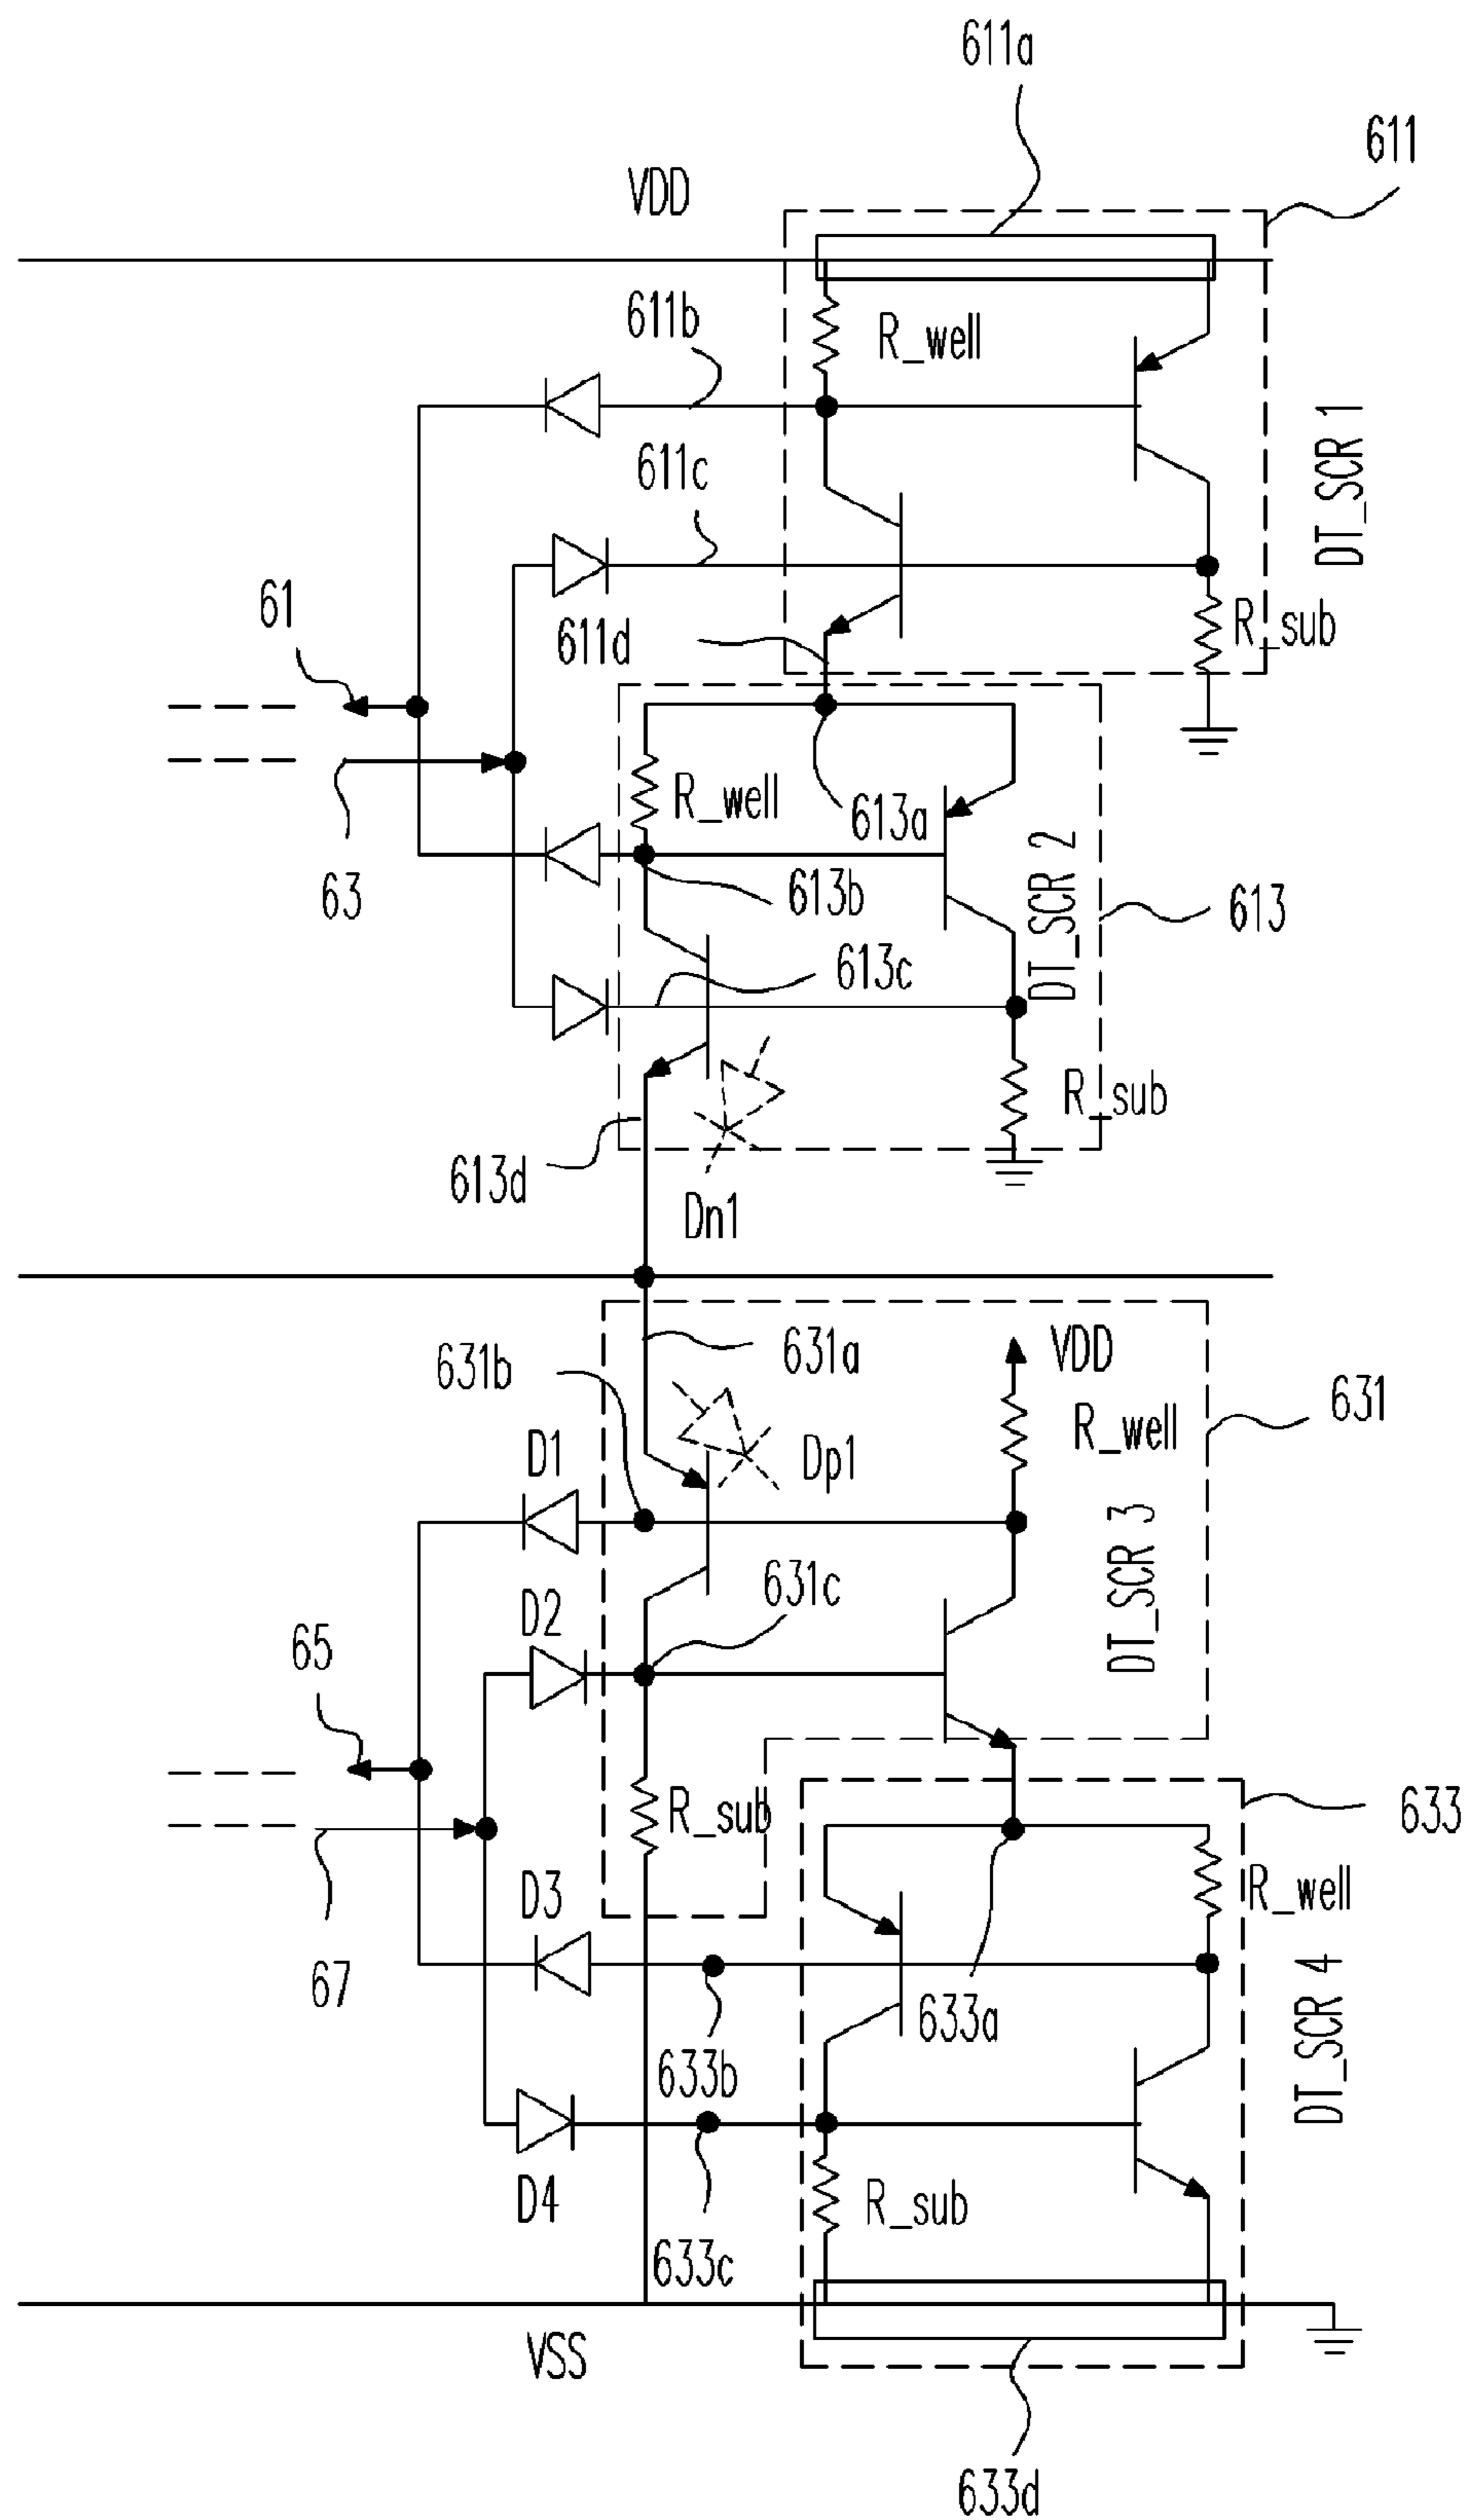 611a
611
VDD
611b
R_well
DT_SCR 1
611c
61
611d
R_sub
R_well
613a
DT_SCR 2
63
613b
613
613c
R_sub
613d
Dn1
631a
VDD
631b
631
R_well
D1
Dp1
DT_SCR 3
631c
D2
65
R_sub
633
D3
R_well
67
633a
DT_SCR 4
633b
D4
R_sub
633c
VSS
633d